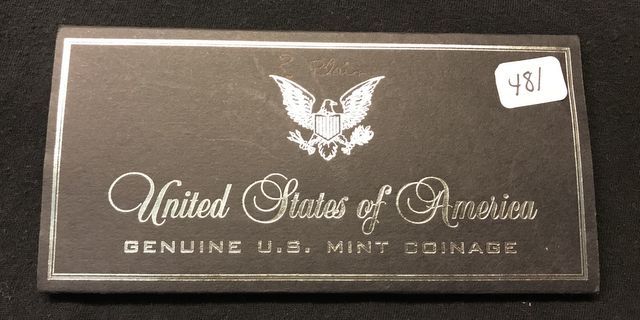 481
United States of America
GENUINE U.S. MINT COINAGE